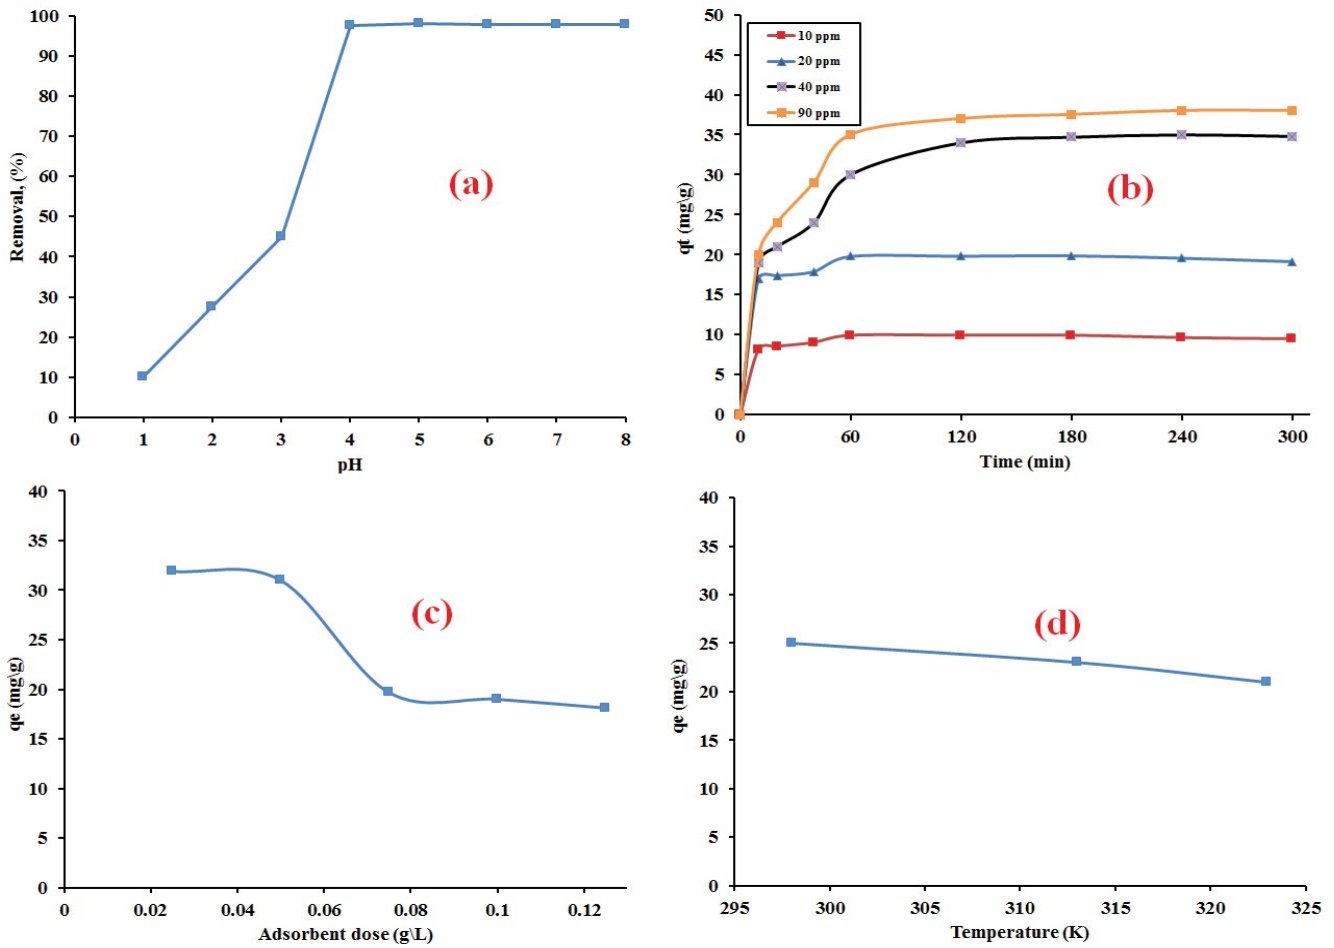 100
90
80
70
60
50
40
30
20
10
0
0 1 2 3 4 5 6 7 8
Removal, (%)
pH
(a)
50
45
40
35
30
25
20
15
10
5
0
0 60 120 180 240 300
qt (mg\g)
Time (min)
10 ppm
20 ppm
40 ppm
90 ppm
(b)
40
35
30
25
20
15
10
5
0
0 0.02 0.04 0.06 0.08 0.1 0.12
qe (mg\g)
Adsorbent dose (g\L)
(c)
40
35
30
25
20
15
10
5
0
295 300 305 310 315 320 325
qe (mg\g)
Temperature (K)
(d)